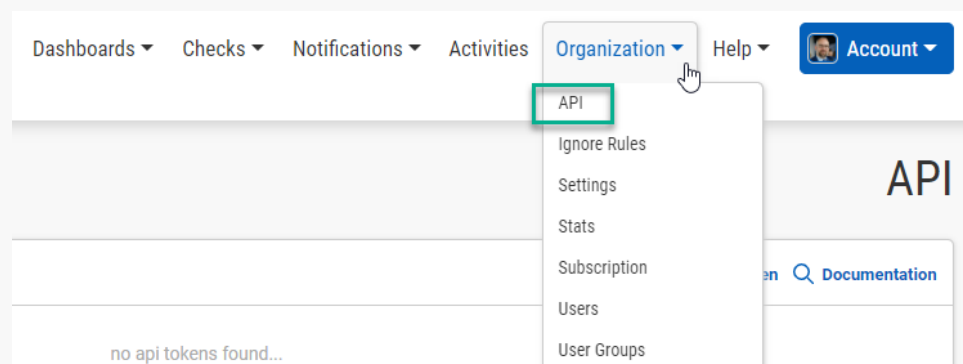 Dashboards Checks Notifications Activities Organization Help Account
API
Ignore Rules
API
Settings
Stats
Subscription
en Documentation
Users
no api tokens found...
User Groups